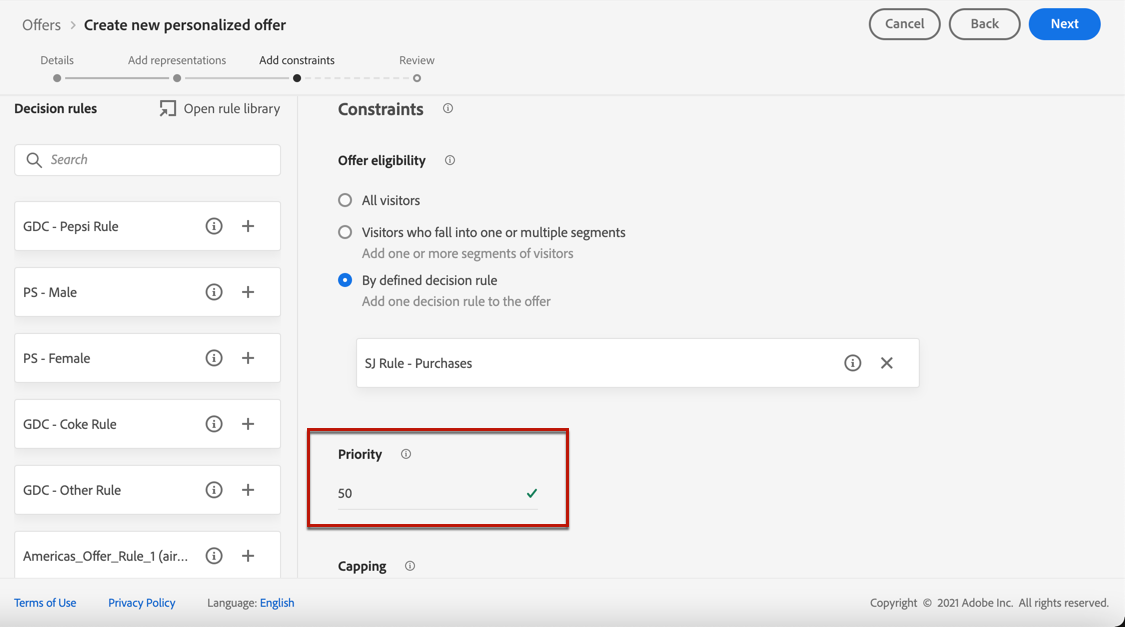 Offers > Create new personalized offer
Cancel
Back
Next
Details
Add representations
Add constraints
Review
Decision rules
Open rule library
Search
GDC - Pepsi Rule
PS - Male
PS - Female
GDC - Coke Rule
GDC - Other Rule
Americas_Offer_Rule_1 (air...
Constraints
Offer eligibility
All visitors
Visitors who fall into one or multiple segments
Add one or more segments of visitors
By defined decision rule
Add one decision rule to the offer
SJ Rule - Purchases
Priority
50
Capping
Terms of Use
Privacy Policy
Language: English
Copyright © 2021 Adobe Inc. All rights reserved.